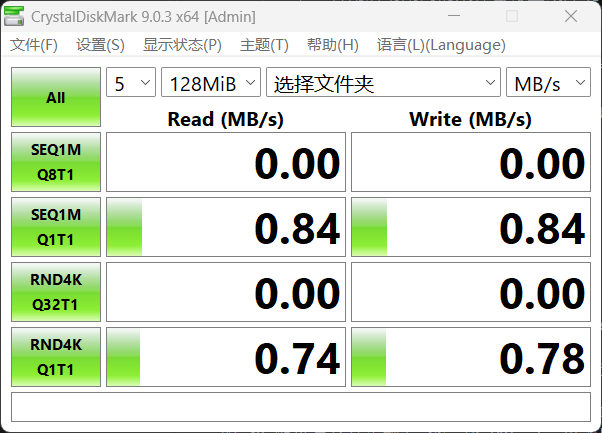 CrystalDiskMark 9.0.3 x64 [Admin]
文件(F) 设置(S) 显示状态(P) 主题(T) 帮助(H) 语言(L)(Language)
All 5 128MiB 选择文件夹 MB/s
Read (MB/s) Write (MB/s)
SEQ1M
Q8T1
0.00 0.00
SEQ1M
Q1T1
0.84 0.84
RND4K
Q32T1
0.00 0.00
RND4K
Q1T1
0.74 0.78